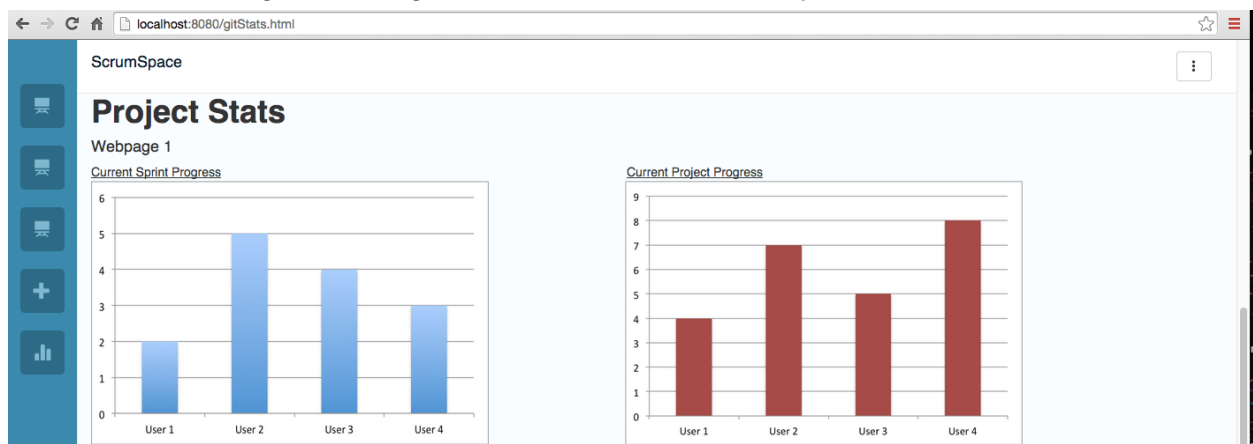 localhost:8080/gitStats.html
ScrumSpace
Project Stats
Webpage 1
Current Sprint Progress
6
5
4
3
2
1
0
User 1 User 2 User 3 User 4
Current Project Progress
9
8
7
6
5
4
3
2
1
0
User 1 User 2 User 3 User 4